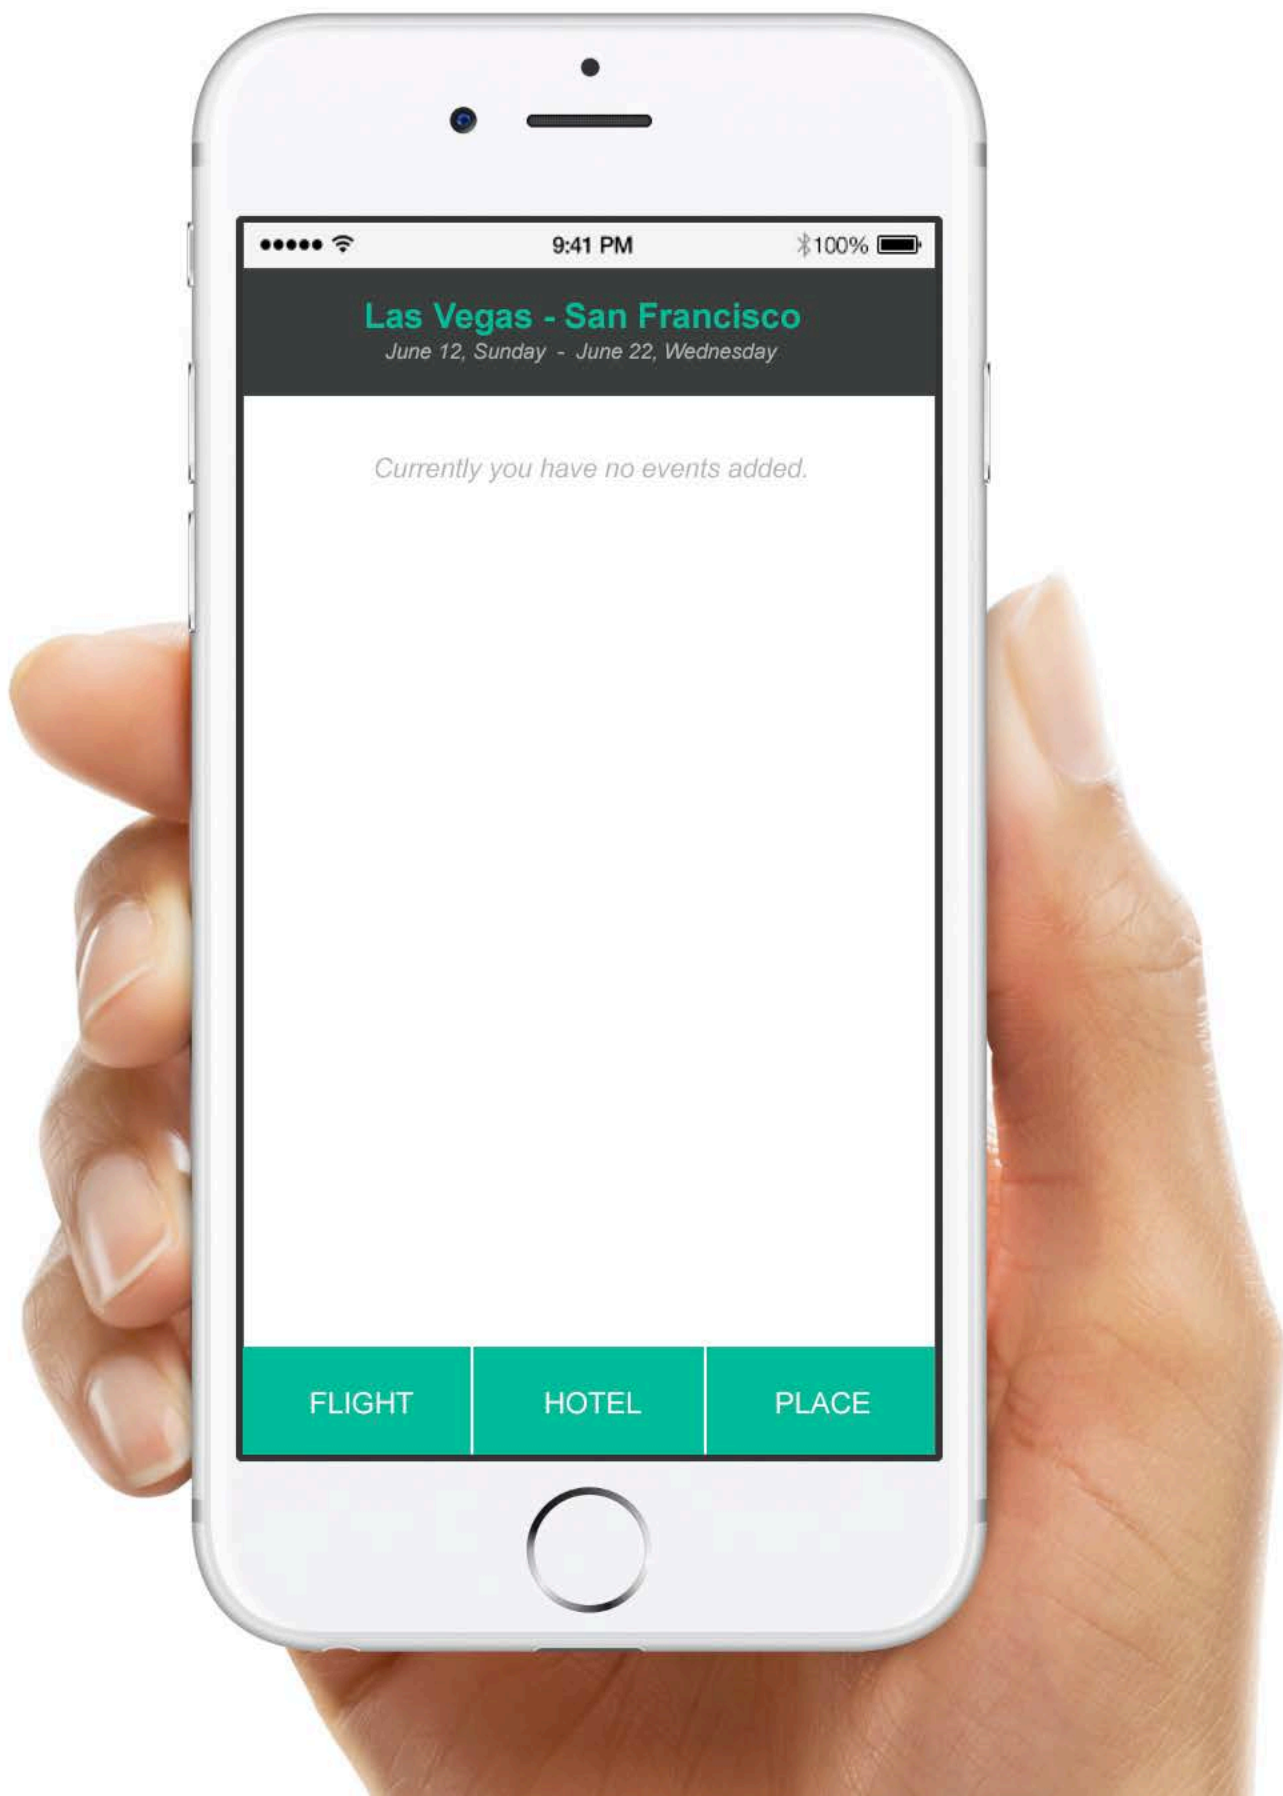 9:41 PM
100%
Las Vegas - San Francisco
June 12, Sunday - June 22, Wednesday
Currently you have no events added.
FLIGHT
HOTEL
PLACE